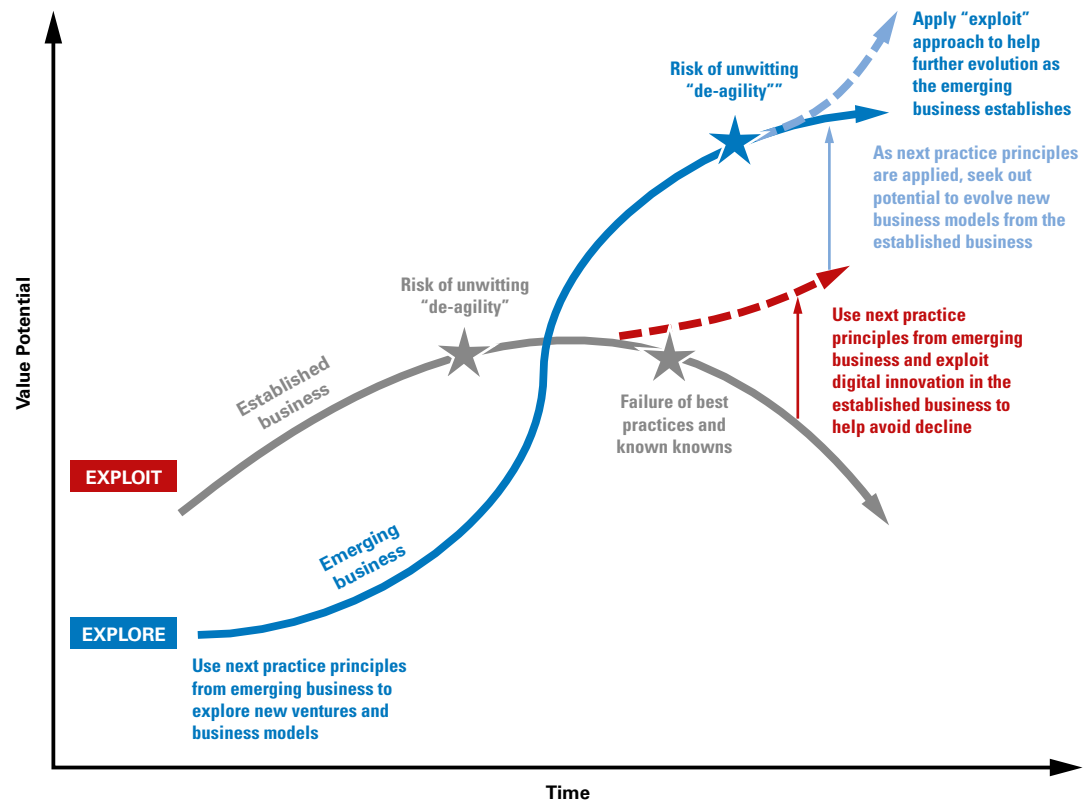 Apply “exploit”
approach to help
further evolution as
the emerging
business establishes
Risk of unwitting
“de-agility””
As next practice principles
are applied, seek out
potential to evolve new
business models from the
established business
Risk of unwitting
“de-agility”
Use next practice
principles from emerging
business and exploit
digital innovation in the
established business to
help avoid decline
Value Potential
Established
business
Failure of best
practices and
known knowns
EXPLOIT
Emerging
business
EXPLORE
Use next practice principles
from emerging business to
explore new ventures and
business models
Time